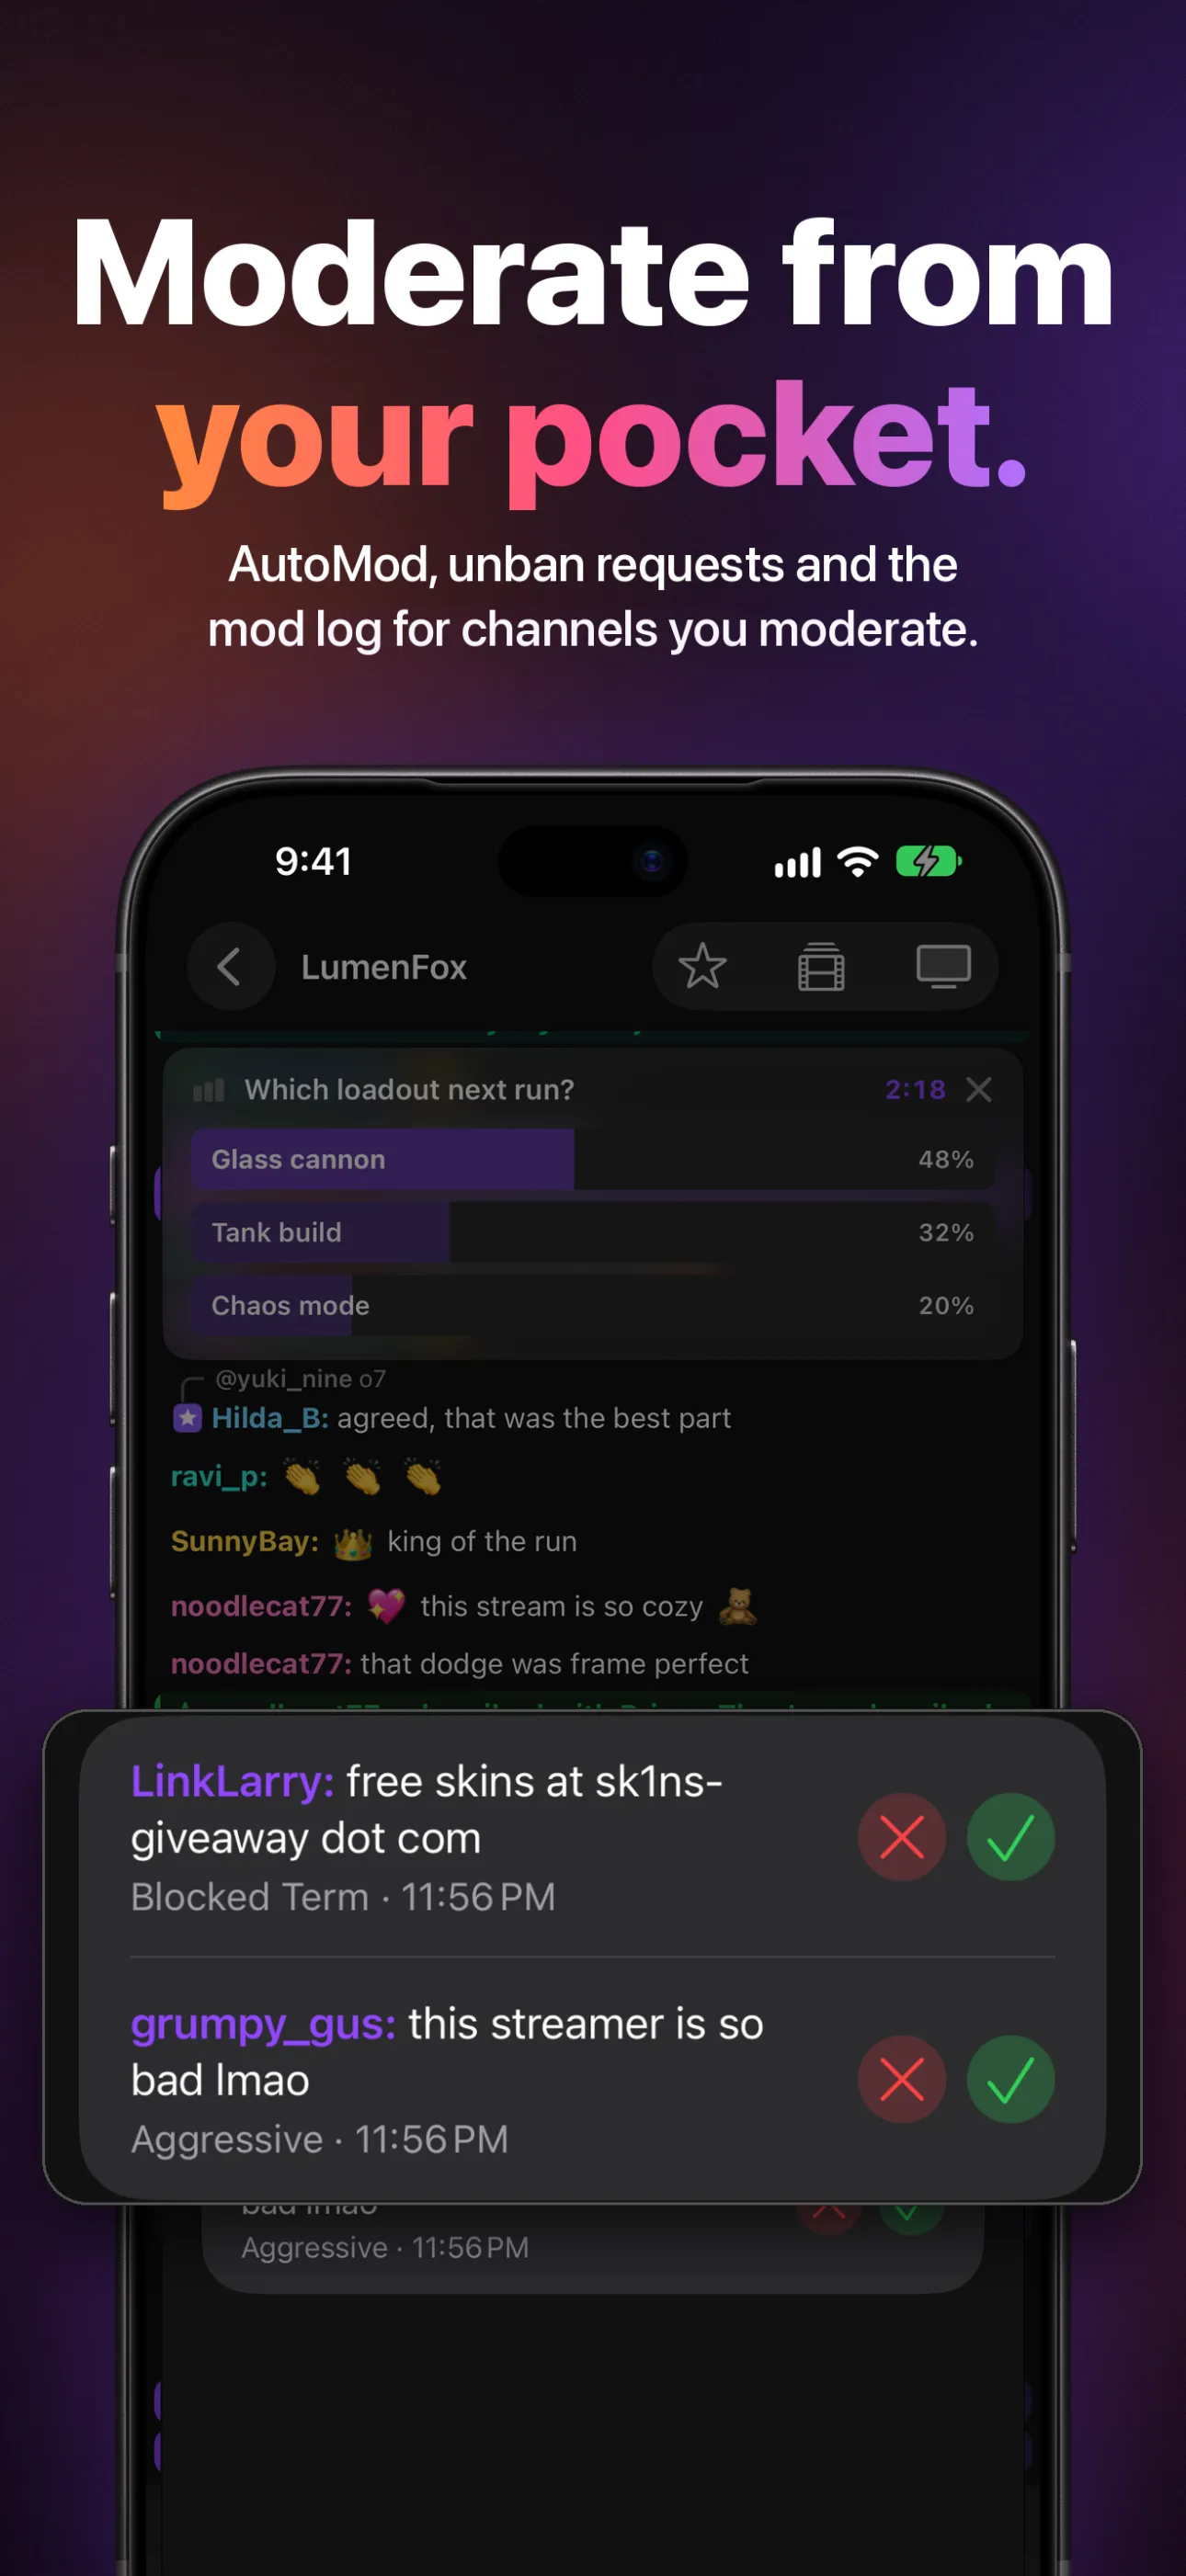 Moderate from
your pocket.
AutoMod, unban requests and the
mod log for channels you moderate.
9:41
LumenFox
Which loadout next run?
2:18
Glass cannon
48%
Tank build
32%
Chaos mode
20%
@yuki_nine o7
Hilda_B: agreed, that was the best part
ravi_p: 👏 👏 👏
SunnyBay: 👑 king of the run
noodlecat77: 💖 this stream is so cozy 🧸
noodlecat77: that dodge was frame perfect
LinkLarry: free skins at sk1ns-
giveaway dot com
Blocked Term · 11:56 PM
grumpy_gus: this streamer is so
bad lmao
Aggressive · 11:56 PM
bad lmao
Aggressive · 11:56 PM